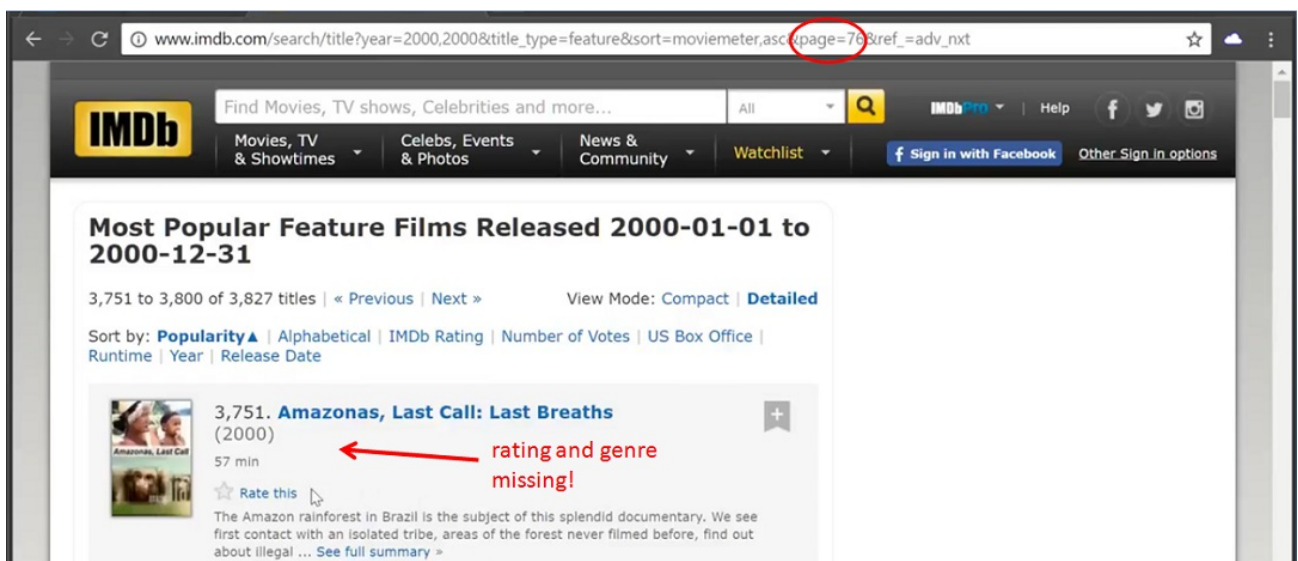 www.imdb.com/search/title?year=2000,2000&title_type=feature&sort=moviemeter,asc&page=76&ref_=adv_nxt
IMDb
Find Movies, TV shows, Celebrities and more... All IMDbPro | Help
Movies, TV & Showtimes Celebs, Events & Photos News & Community Watchlist f Sign in with Facebook Other Sign in options
Most Popular Feature Films Released 2000-01-01 to
2000-12-31
3,751 to 3,800 of 3,827 titles | « Previous | Next » View Mode: Compact | Detailed
Sort by: Popularity▲ | Alphabetical | IMDb Rating | Number of Votes | US Box Office |
Runtime | Year | Release Date
Amazonas, Last Call
3,751. Amazonas, Last Call: Last Breaths
(2000)
57 min
rating and genre
missing!
Rate this
The Amazon rainforest in Brazil is the subject of this splendid documentary. We see
first contact with an isolated tribe, areas of the forest never filmed before, find out
about illegal ... See full summary »